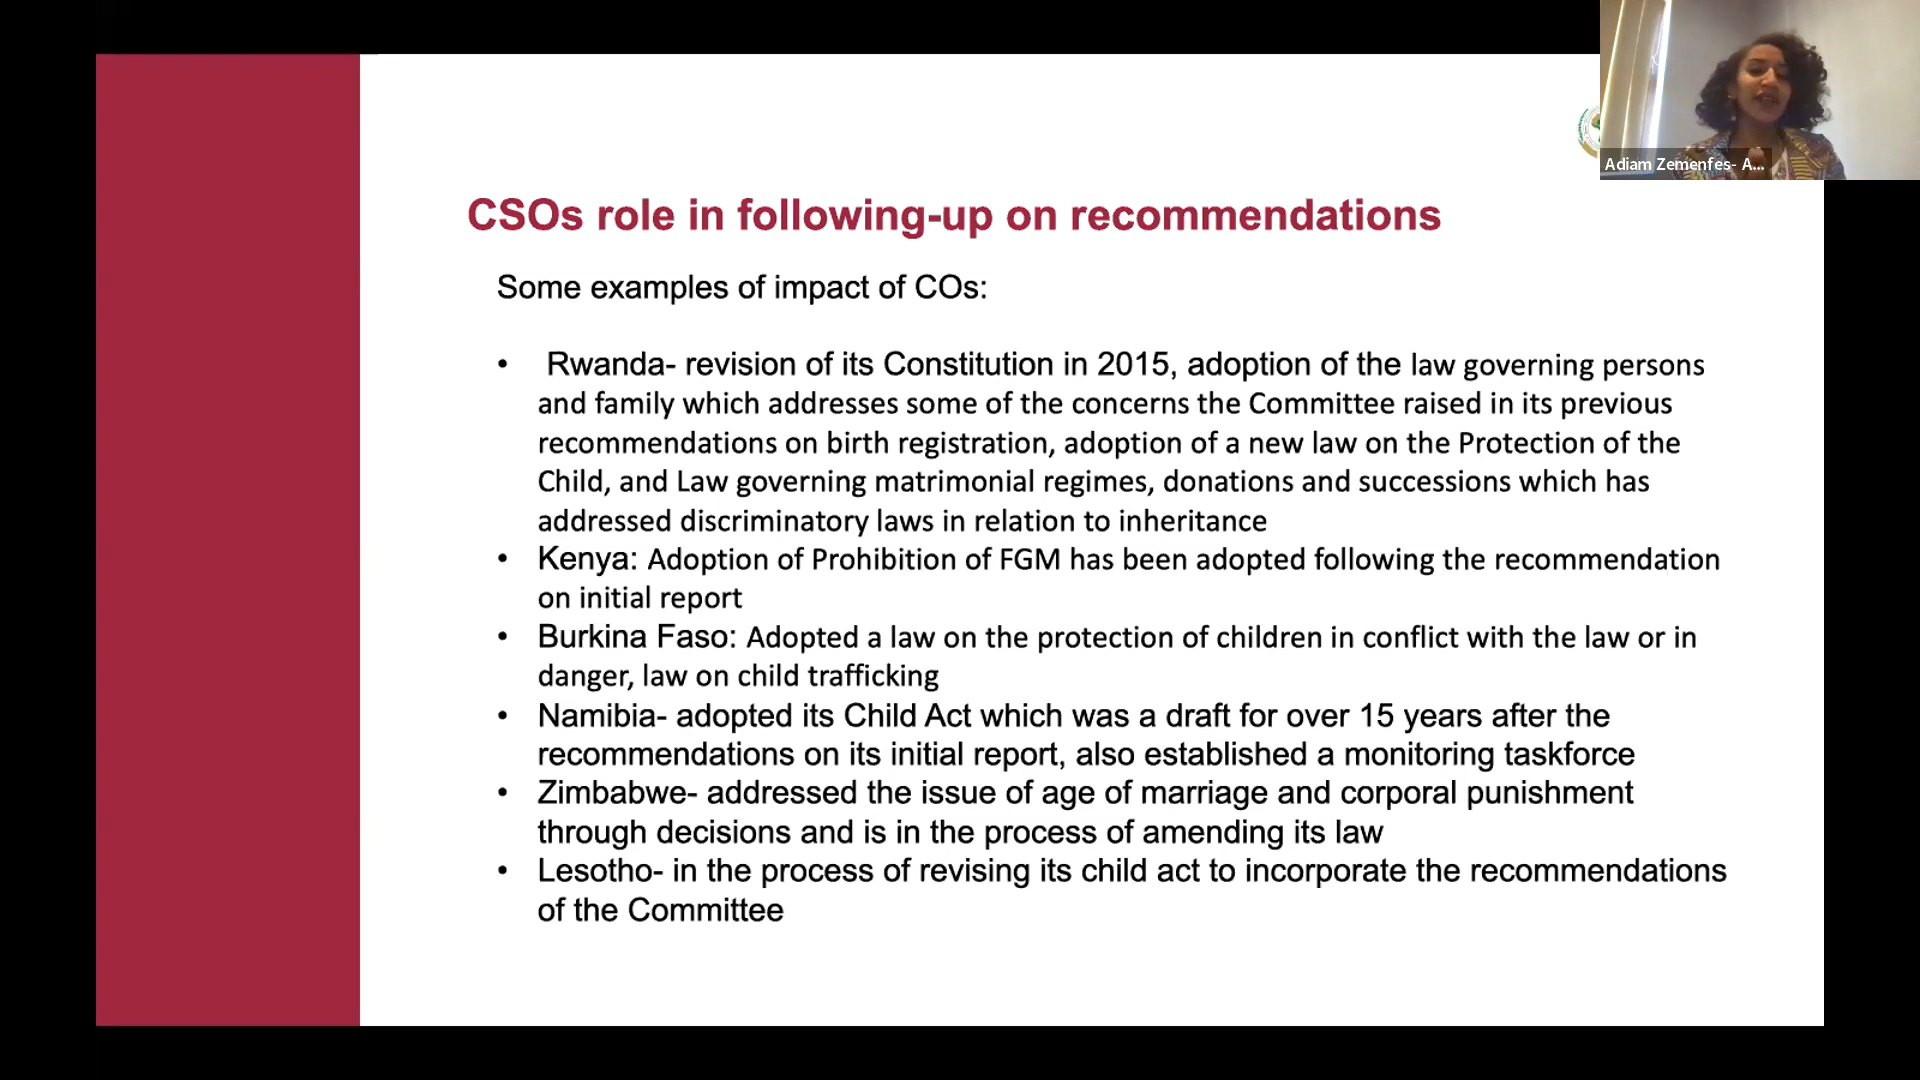 Adiam Zemenfes- A...
CSOs role in following-up on recommendations
Some examples of impact of COs:
• Rwanda- revision of its Constitution in 2015, adoption of the law governing persons
and family which addresses some of the concerns the Committee raised in its previous
recommendations on birth registration, adoption of a new law on the Protection of the
Child, and Law governing matrimonial regimes, donations and successions which has
addressed discriminatory laws in relation to inheritance
• Kenya: Adoption of Prohibition of FGM has been adopted following the recommendation
on initial report
• Burkina Faso: Adopted a law on the protection of children in conflict with the law or in
danger, law on child trafficking
• Namibia- adopted its Child Act which was a draft for over 15 years after the
recommendations on its initial report, also established a monitoring taskforce
• Zimbabwe- addressed the issue of age of marriage and corporal punishment
through decisions and is in the process of amending its law
• Lesotho- in the process of revising its child act to incorporate the recommendations
of the Committee